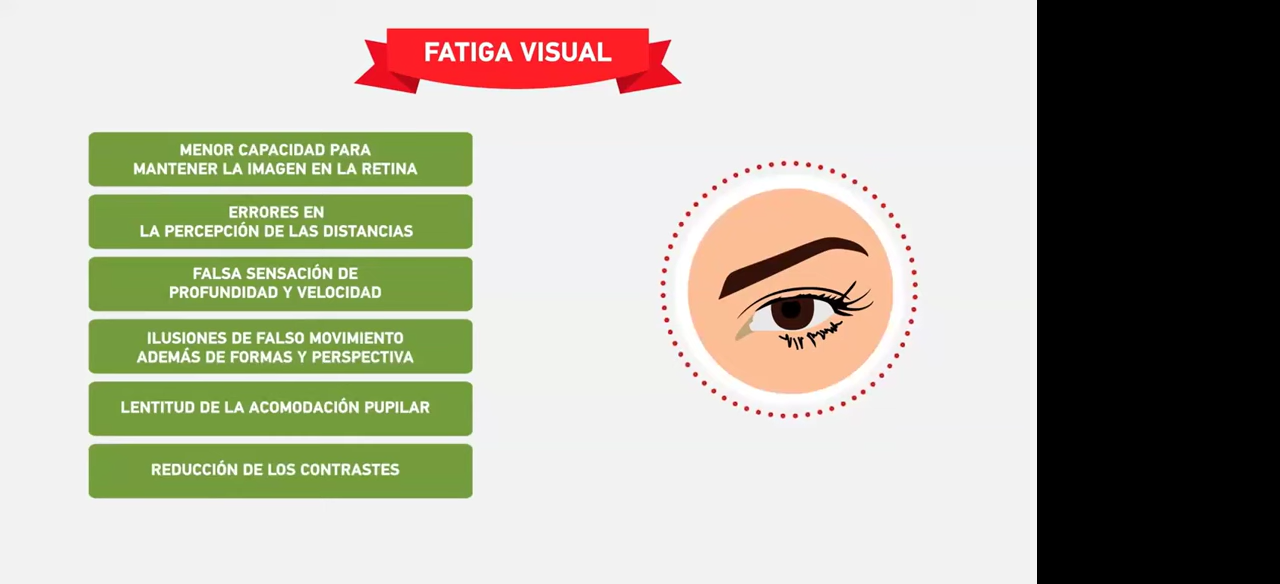 FATIGA VISUAL
MENOR CAPACIDAD PARA
MANTENER LA IMAGEN EN LA RETINA
ERRORES EN
LA PERCEPCIÓN DE LAS DISTANCIAS
FALSA SENSACIÓN DE
PROFUNDIDAD Y VELOCIDAD
ILUSIONES DE FALSO MOVIMIENTO
ADEMÁS DE FORMAS Y PERSPECTIVA
LENTITUD DE LA ACOMODACIÓN PUPILAR
REDUCCIÓN DE LOS CONTRASTES